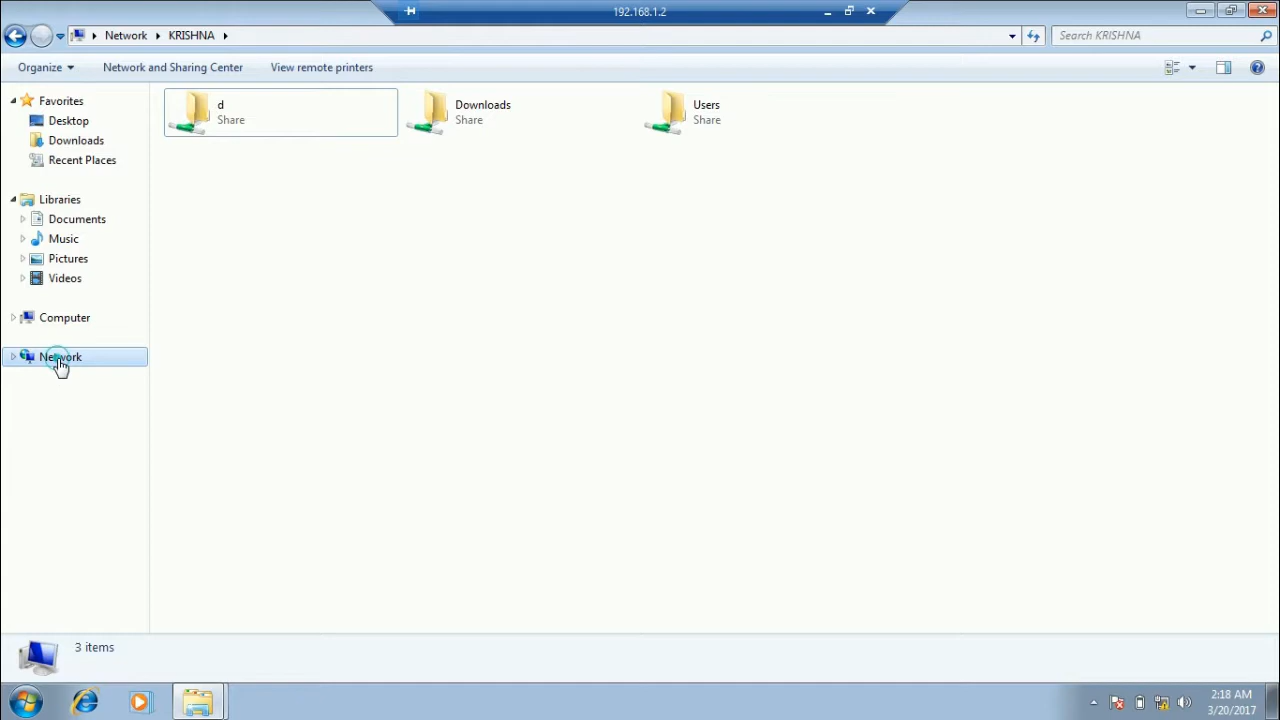 192.168.1.2
Network KRISHNA
Search KRISHNA
Organize
Network and Sharing Center
View remote printers
Favorites
Desktop
Downloads
Recent Places
Libraries
Documents
Music
Pictures
Videos
Computer
Network
d
Share
Downloads
Share
Users
Share
3 items
2:18 AM
3/20/2017